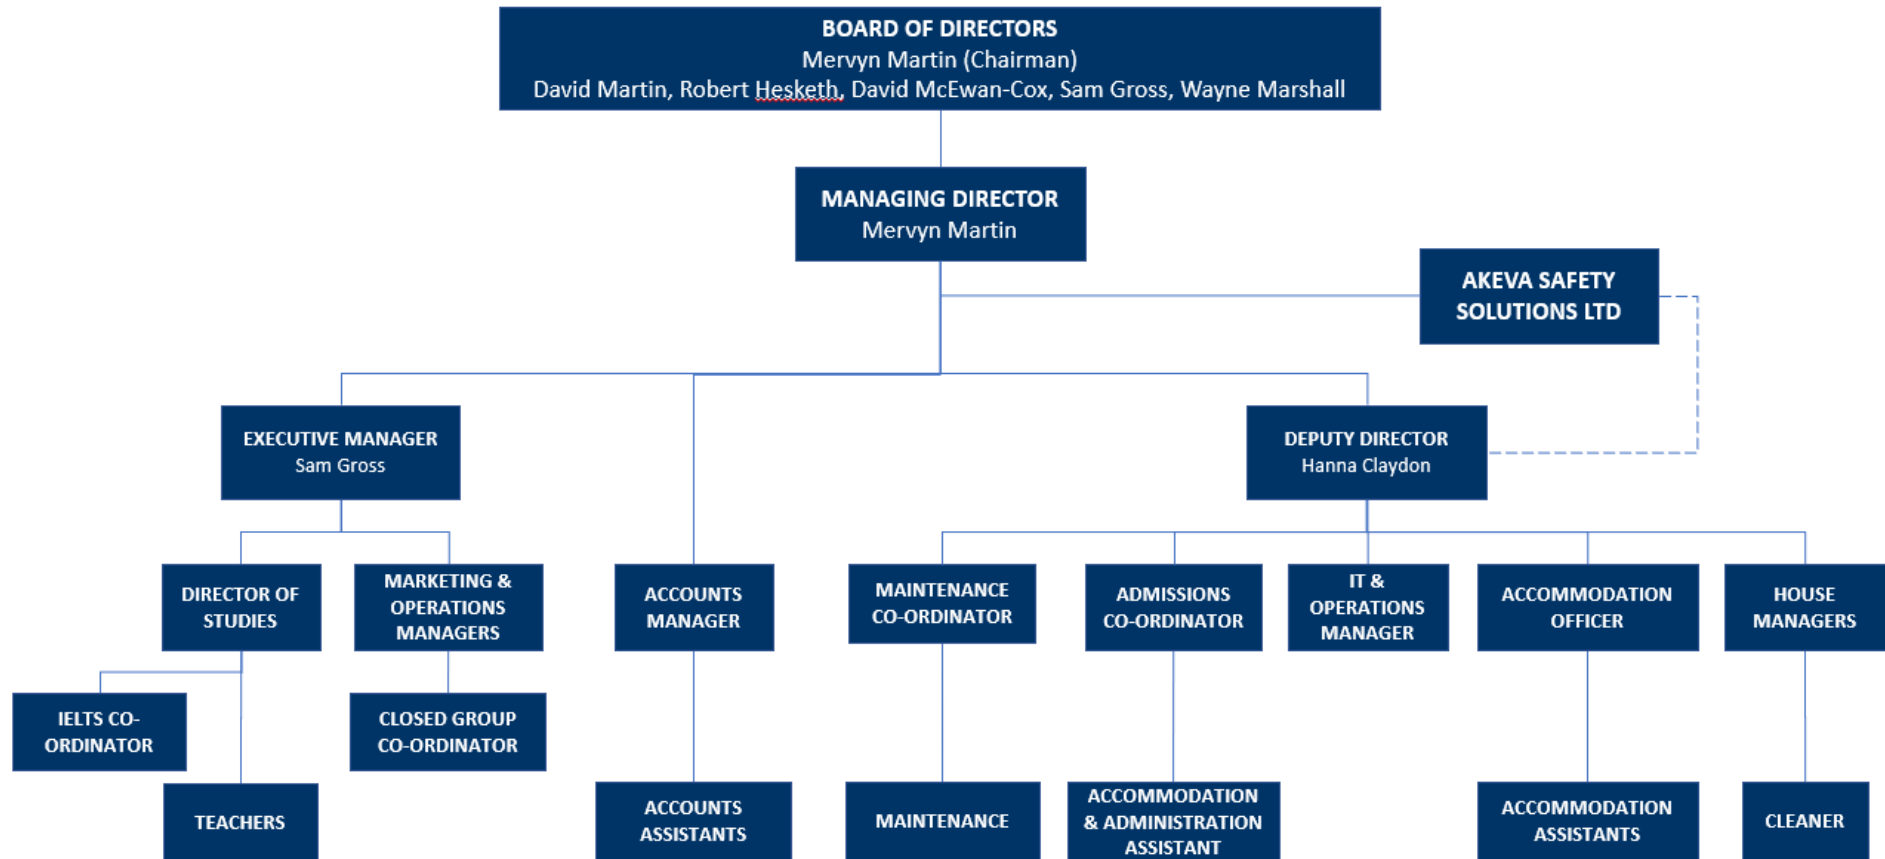 BOARD OF DIRECTORS
Mervyn Martin (Chairman)
David Martin, Robert Hesketh, David McEwan-Cox, Sam Gross, Wayne Marshall
MANAGING DIRECTOR
Mervyn Martin
AKEVA SAFETY
SOLUTIONS LTD
EXECUTIVE MANAGER
Sam Gross
DEPUTY DIRECTOR
Hanna Claydon
DIRECTOR OF
STUDIES
MARKETING &
OPERATIONS
MANAGERS
ACCOUNTS
MANAGER
MAINTENANCE
CO-ORDINATOR
ADMISSIONS
CO-ORDINATOR
IT &
OPERATIONS
MANAGER
ACCOMMODATION
OFFICER
HOUSE
MANAGERS
IELTS CO-
ORDINATOR
CLOSED GROUP
CO-ORDINATOR
TEACHERS
ACCOUNTS
ASSISTANTS
MAINTENANCE
ACCOMMODATION
& ADMINISTRATION
ASSISTANT
ACCOMMODATION
ASSISTANTS
CLEANER